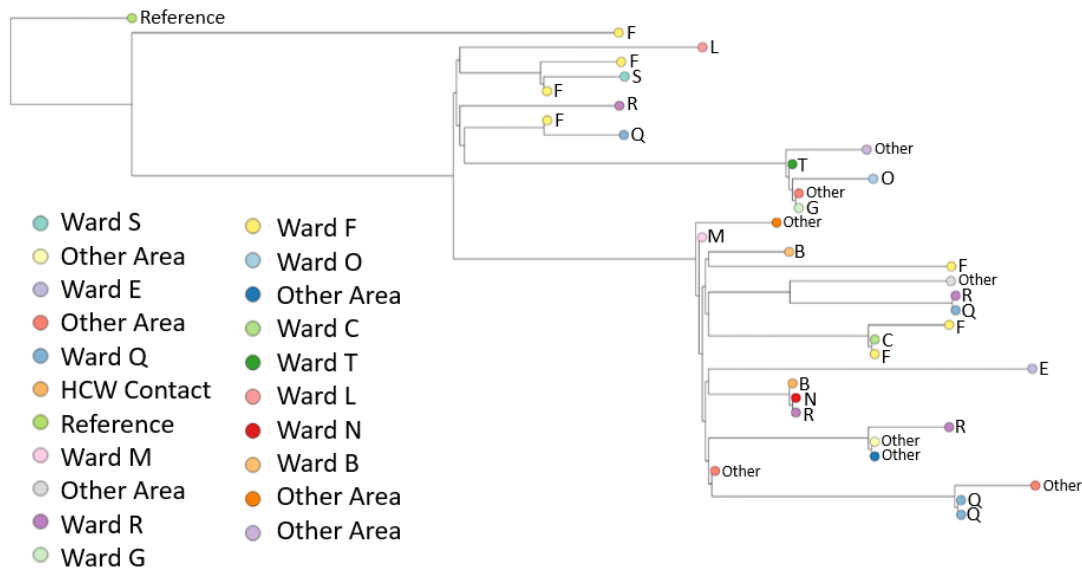 Reference
F
L
F
S
F
R
F
Q
Other
T
O
Other
G
Other
M
B
F
Other
R
Q
F
C
F
E
B
N
R
R
Other
Other
Other
Other
Q
Q
Ward S
Other Area
Ward E
Other Area
Ward Q
HCW Contact
Reference
Ward M
Other Area
Ward R
Ward G
Ward F
Ward O
Other Area
Ward C
Ward T
Ward L
Ward N
Ward B
Other Area
Other Area